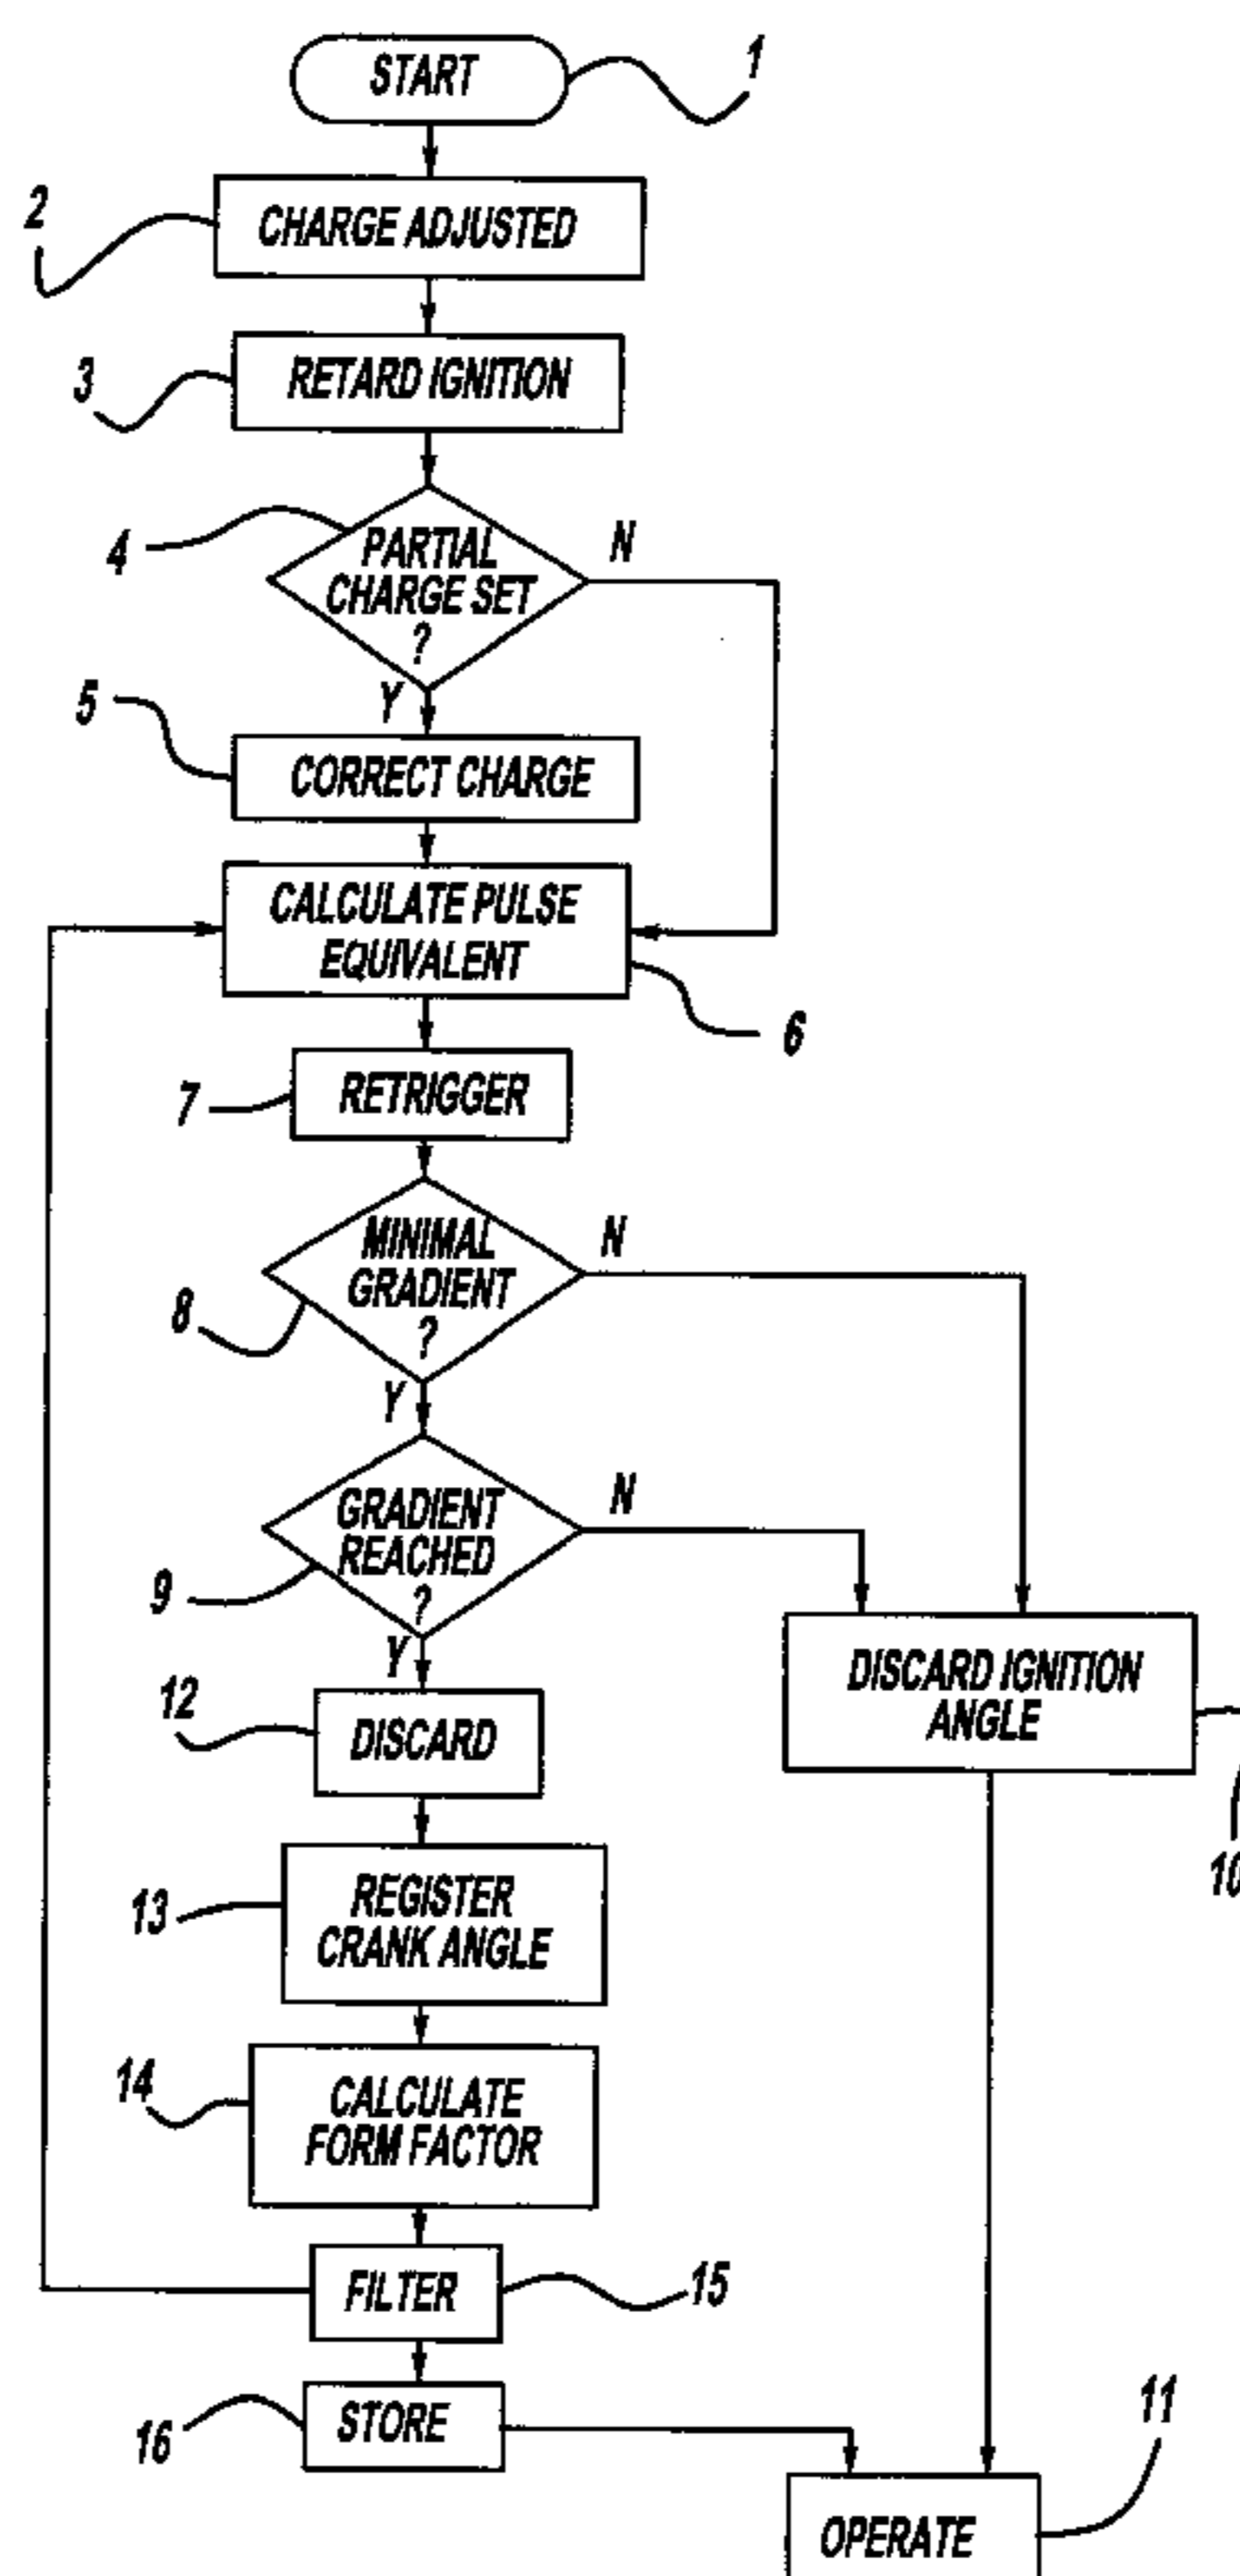 START
1
2
CHARGE ADJUSTED
3
RETARD IGNITION
4
PARTIAL
CHARGE SET
?
N
Y
5
CORRECT CHARGE
CALCULATE PULSE
EQUIVALENT
6
7
RETRIGGER
8
MINIMAL
GRADIENT
?
N
Y
9
GRADIENT
REACHED
?
N
Y
12
DISCARD
DISCARD IGNITION
ANGLE
10
13
REGISTER
CRANK ANGLE
14
CALCULATE
FORM FACTOR
FILTER
15
16
STORE
11
OPERATE